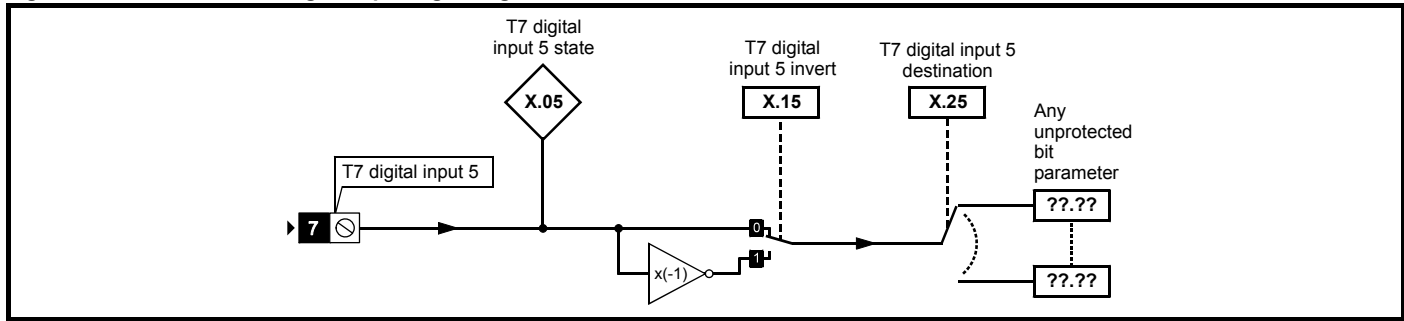 T7 digital
input 5 state
X.05
T7 digital
input 5 invert
X.15
T7 digital input 5
destination
X.25
Any
unprotected
bit
parameter
??.??
??.??
T7 digital input 5
7
0
1
x(-1)